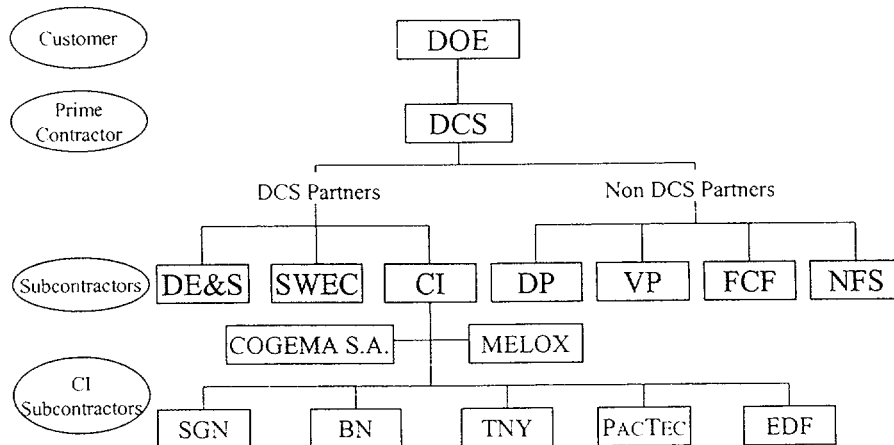 Customer
DOE
Prime
Contractor
DCS
DCS Partners
Non DCS Partners
Subcontractors
DE&S
SWEC
CI
DP
VP
FCF
NFS
COGEMA S.A.
MELOX
CI
Subcontractors
SGN
BN
TNY
PACTEC
EDF